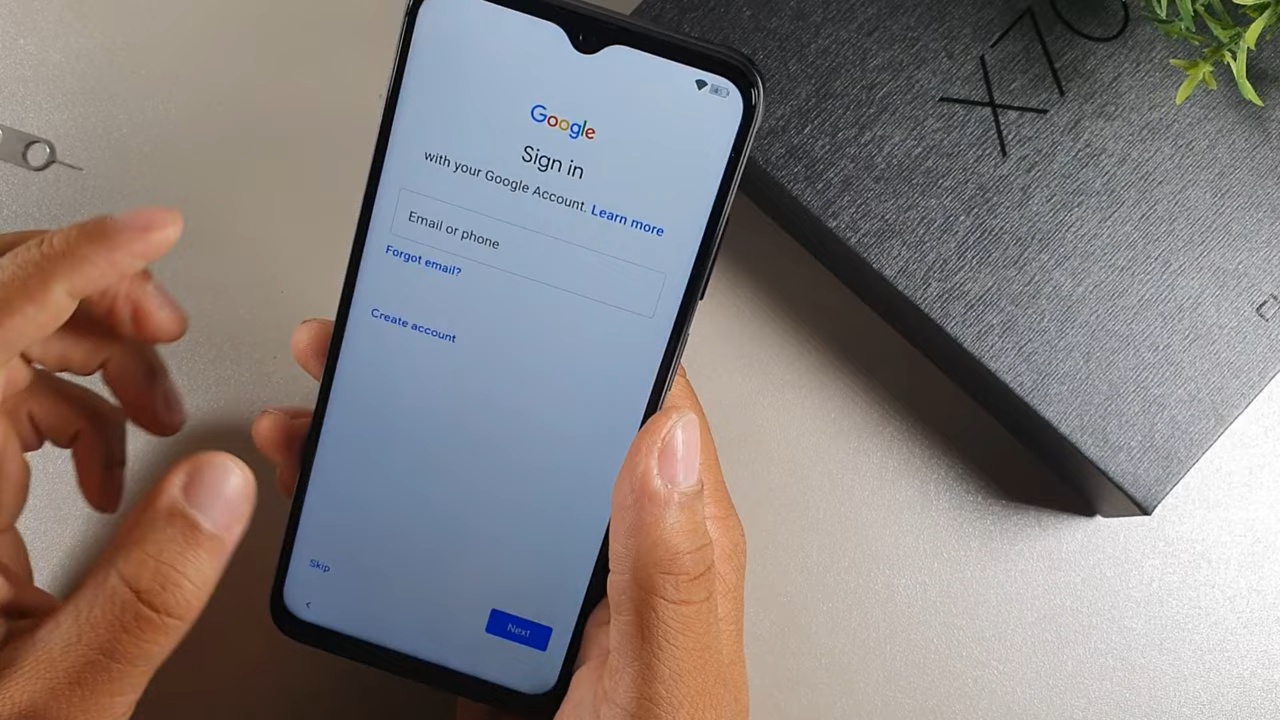 Google
Sign in
with your Google Account. Learn more
Email or phone
Forgot email?
Create account
Skip
Next
X70